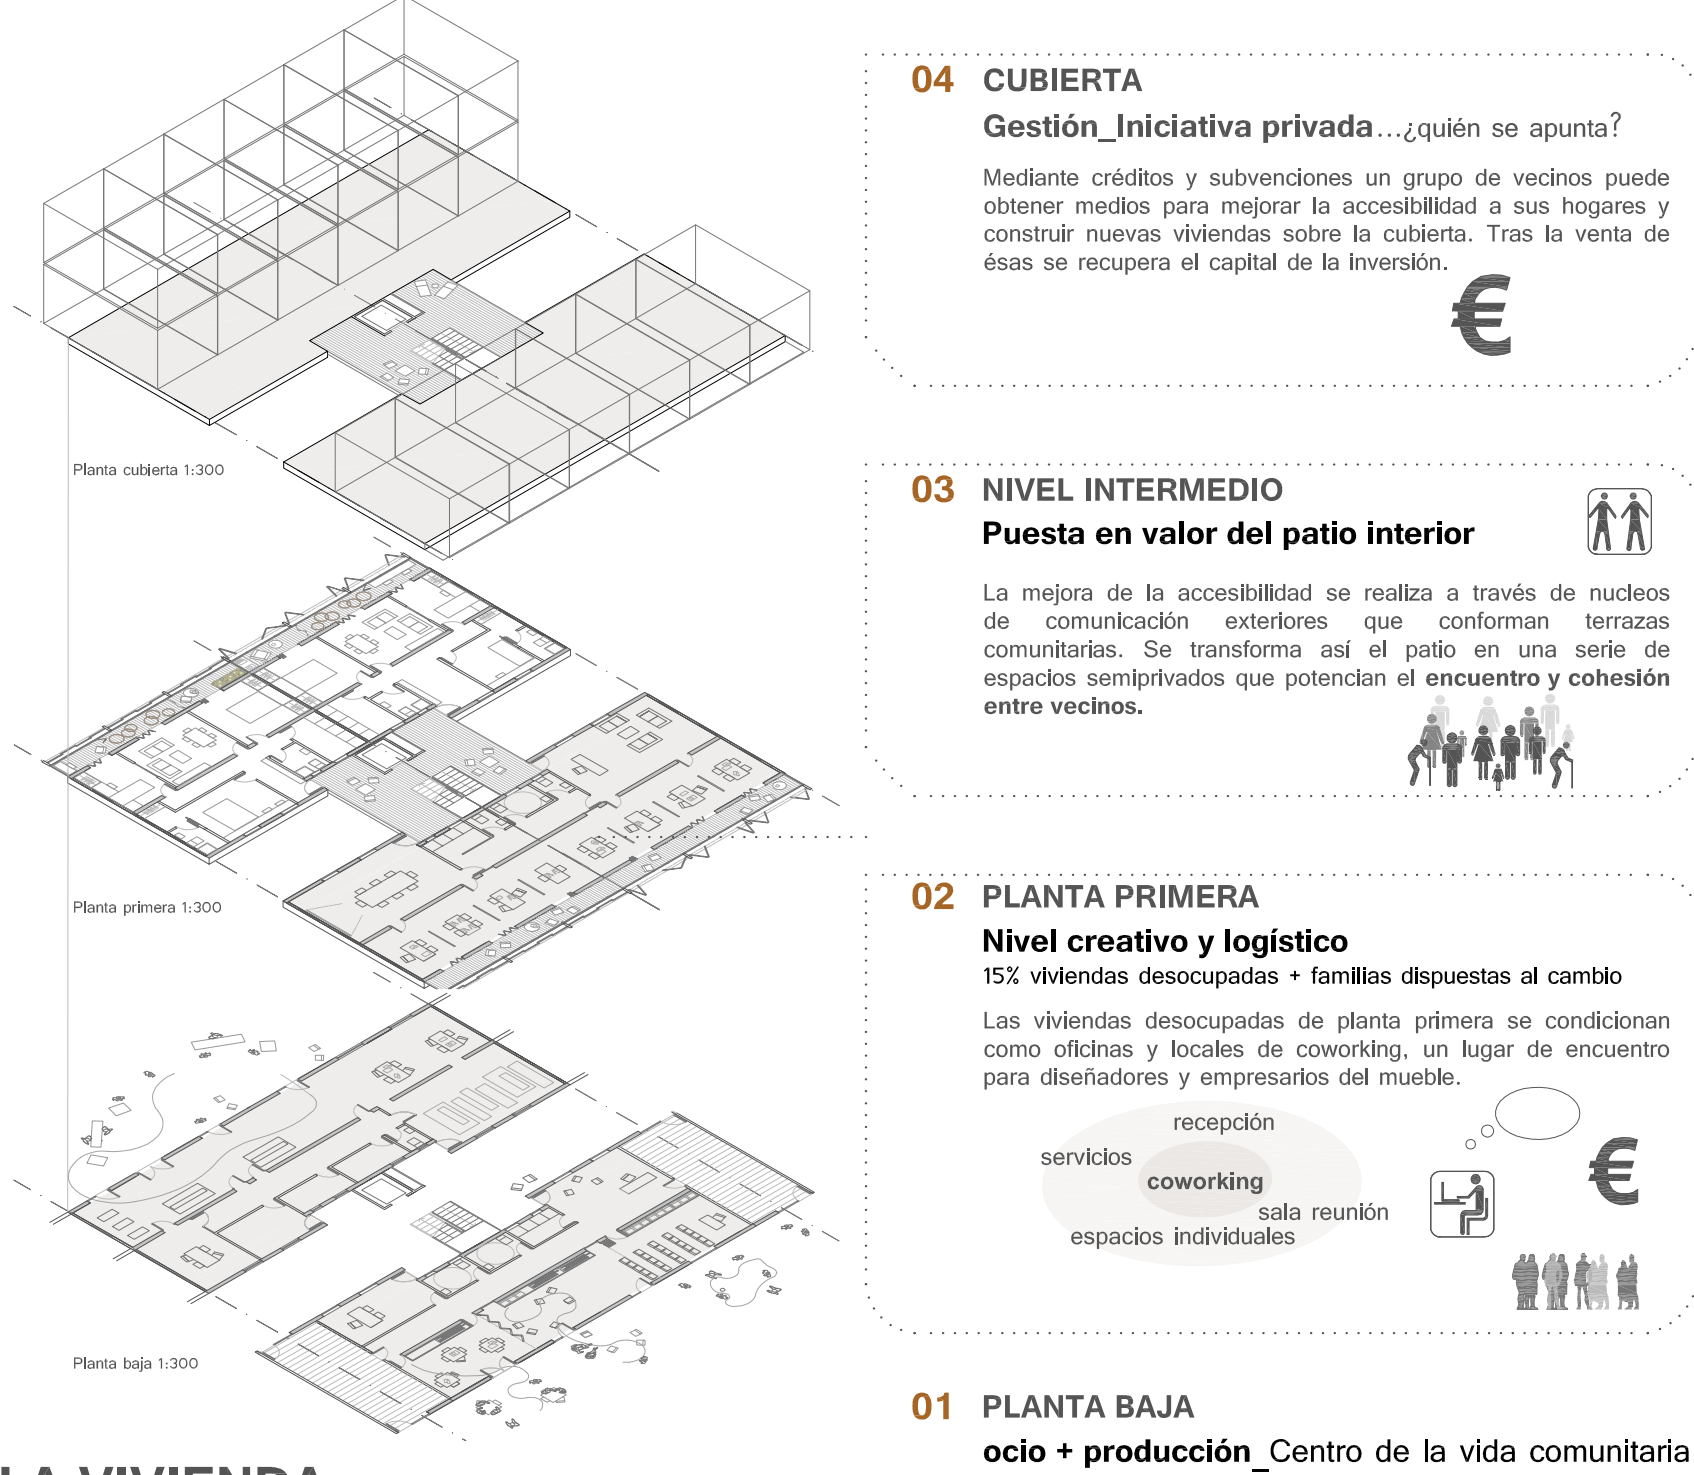 04 CUBIERTA
Gestión_Iniciativa privada...¿quién se apunta?
Mediante créditos y subvenciones un grupo de vecinos puede
obtener medios para mejorar la accesibilidad a sus hogares y
construir nuevas viviendas sobre la cubierta. Tras la venta de
ésas se recupera el capital de la inversión.
€
Planta cubierta 1:300
03 NIVEL INTERMEDIO
Puesta en valor del patio interior
La mejora de la accesibilidad se realiza a través de nucleos
de comunicación exteriores que conforman terrazas
comunitarias. Se transforma así el patio en una serie de
espacios semiprivados que potencian el encuentro y cohesión
entre vecinos.
Planta primera 1:300
02 PLANTA PRIMERA
Nivel creativo y logístico
15% viviendas desocupadas + familias dispuestas al cambio
Las viviendas desocupadas de planta primera se condicionan
como oficinas y locales de coworking, un lugar de encuentro
para diseñadores y empresarios del mueble.
recepción
servicios
coworking
sala reunión
espacios individuales
€
Planta baja 1:300
01 PLANTA BAJA
ocio + producción_Centro de la vida comunitaria
LA VIVIENDA